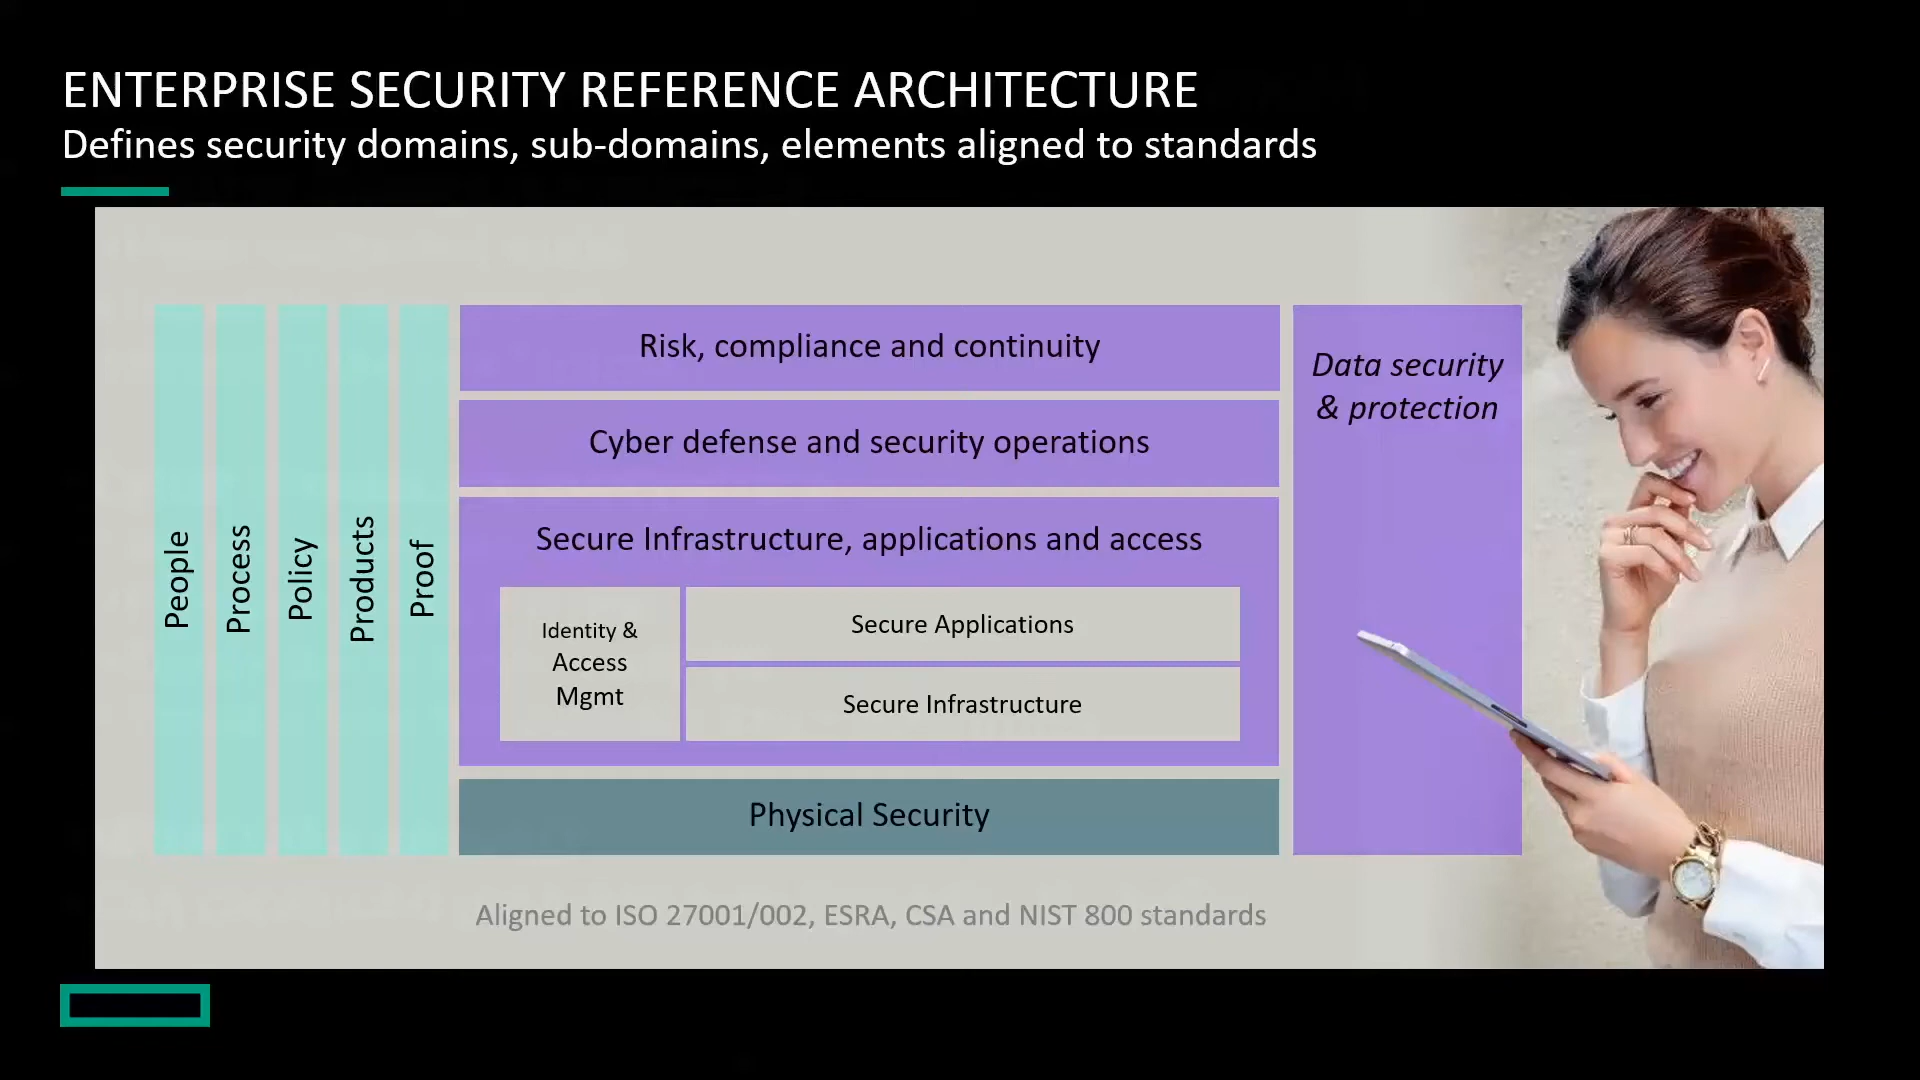 ENTERPRISE SECURITY REFERENCE ARCHITECTURE
Defines security domains, sub-domains, elements aligned to standards
People
Process
Policy
Products
Proof
Risk, compliance and continuity
Cyber defense and security operations
Secure Infrastructure, applications and access
Identity &
Access
Mgmt
Secure Applications
Secure Infrastructure
Physical Security
Data security
& protection
Aligned to ISO 27001/002, ESRA, CSA and NIST 800 standards